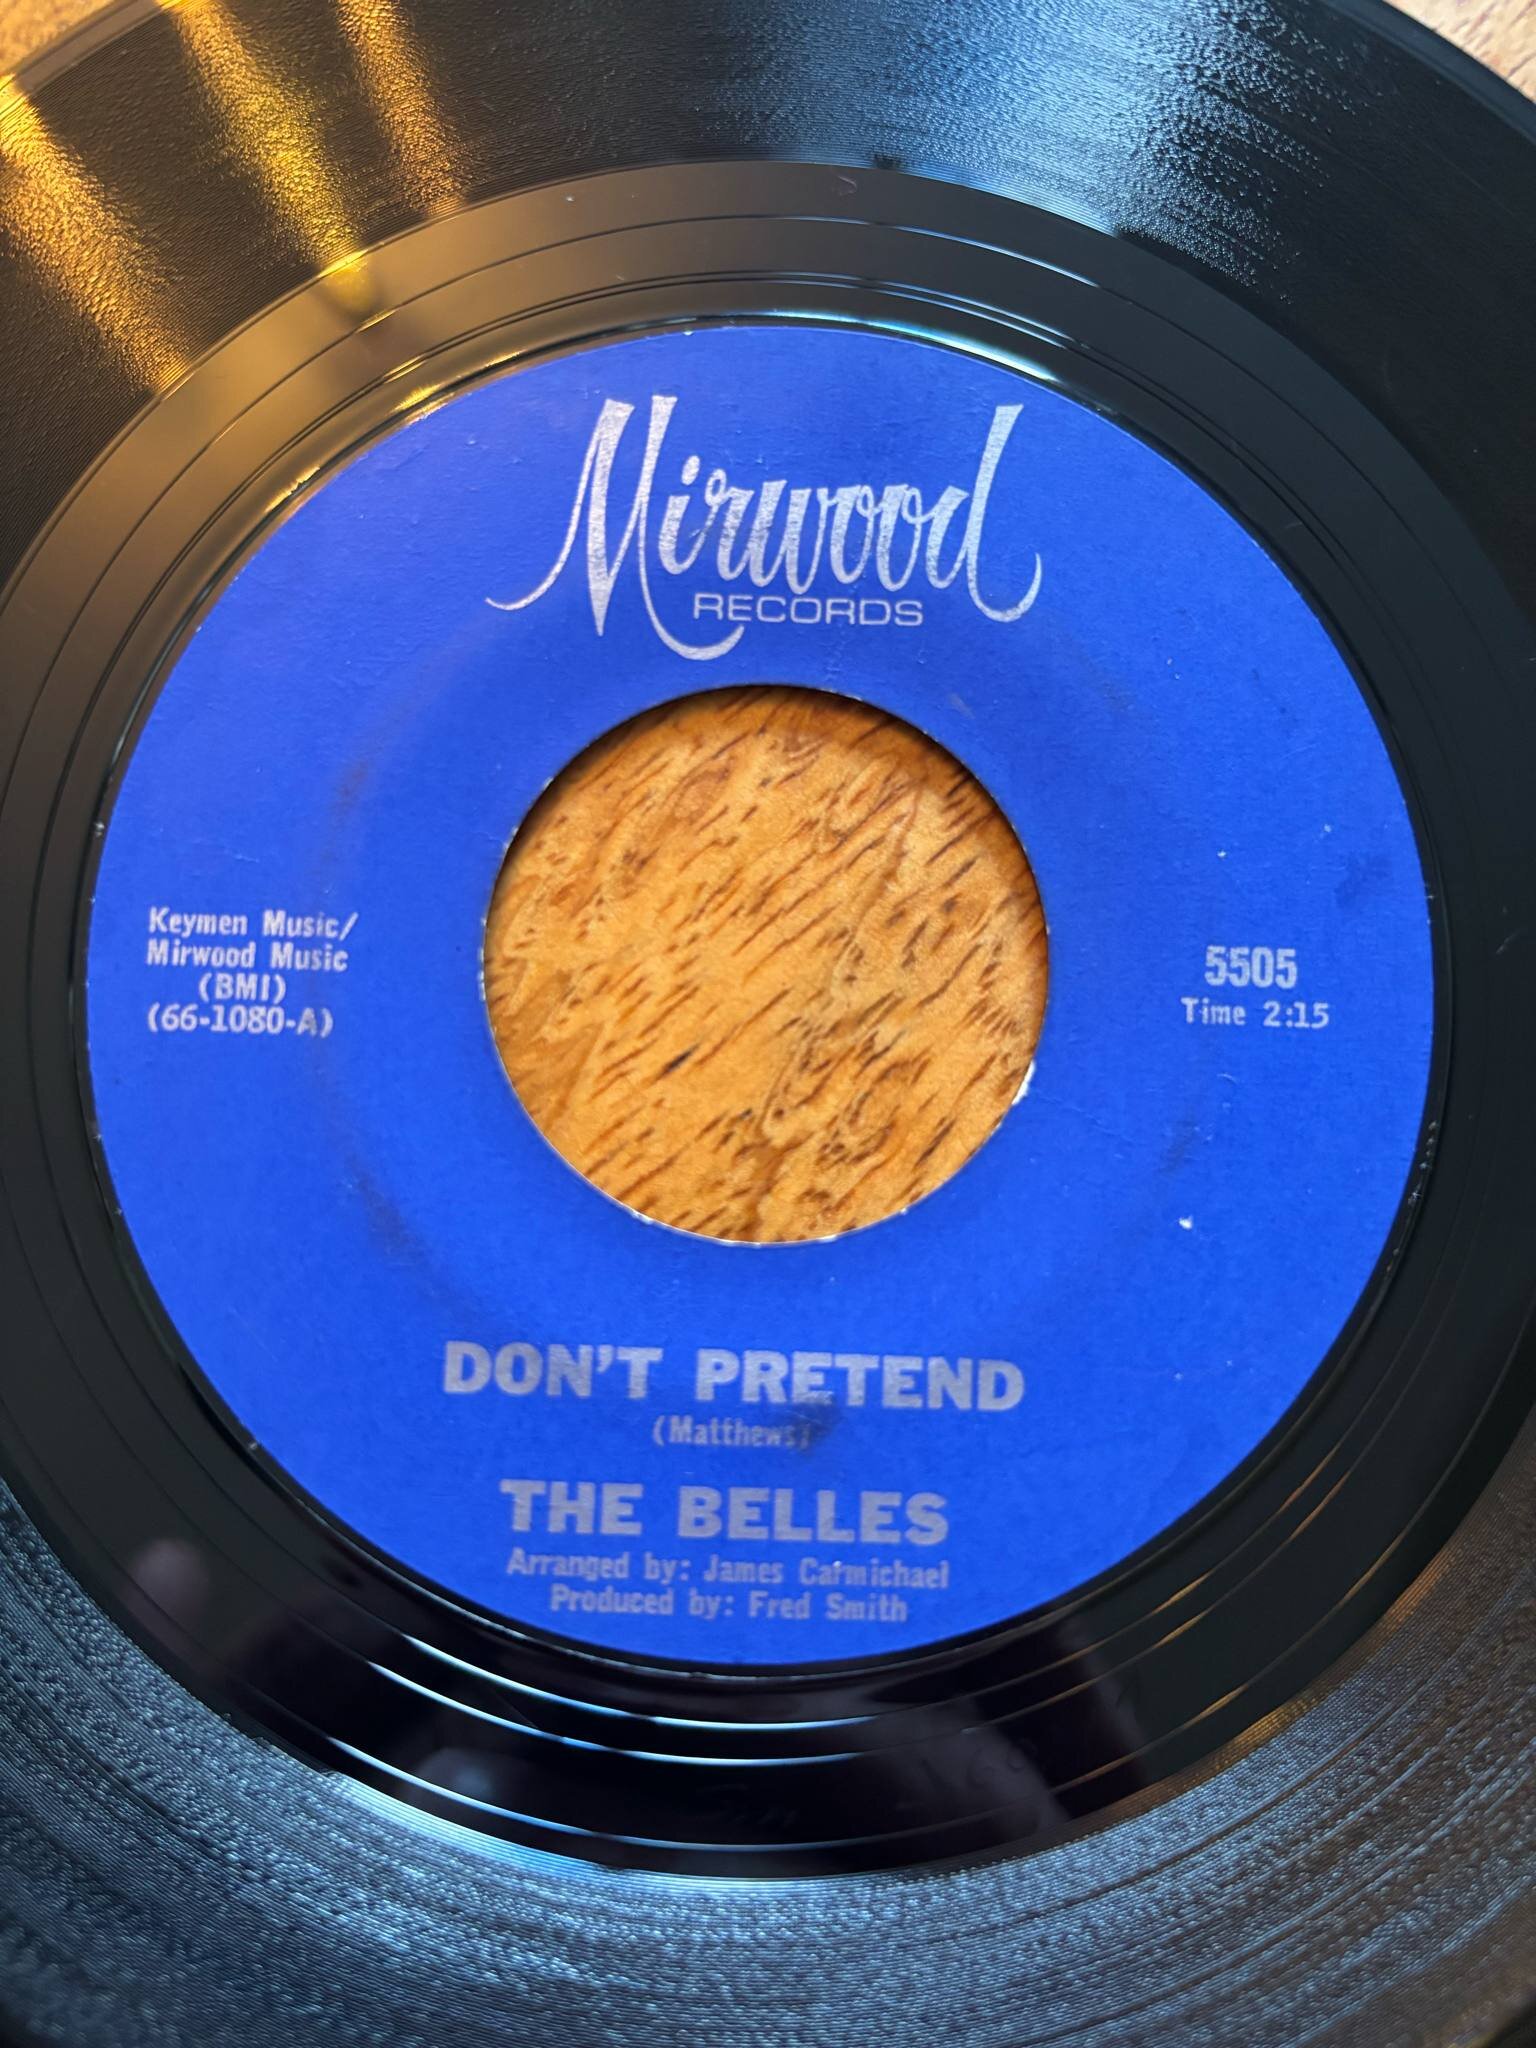 Mirwood
RECORDS
Keymen Music/
Mirwood Music
(BMI)
(66-1080-A)
5505
Time 2:15
DON'T PRETEND
(Matthews)
THE BELLES
Arranged by: James Carmichael
Produced by: Fred Smith